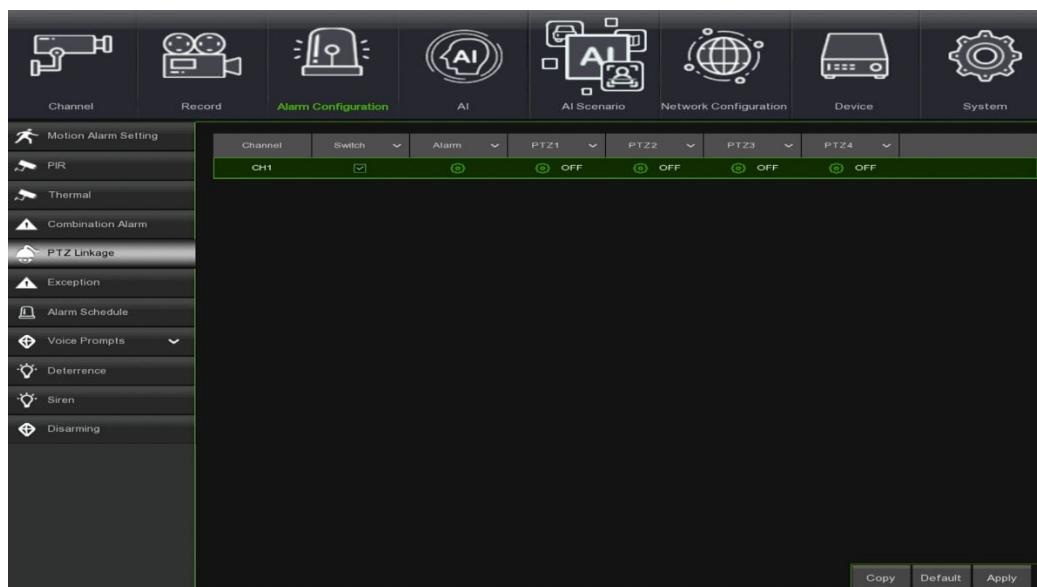 Channel Record Alarm Configuration AI AI Scenario Network Configuration Device System
Motion Alarm Setting
Channel Switch Alarm PTZ1 PTZ2 PTZ3 PTZ4
PIR
CH1 OFF OFF OFF OFF
Thermal
Combination Alarm
PTZ Linkage
Exception
Alarm Schedule
Voice Prompts
Deterrence
Siren
Disarming
Copy Default Apply